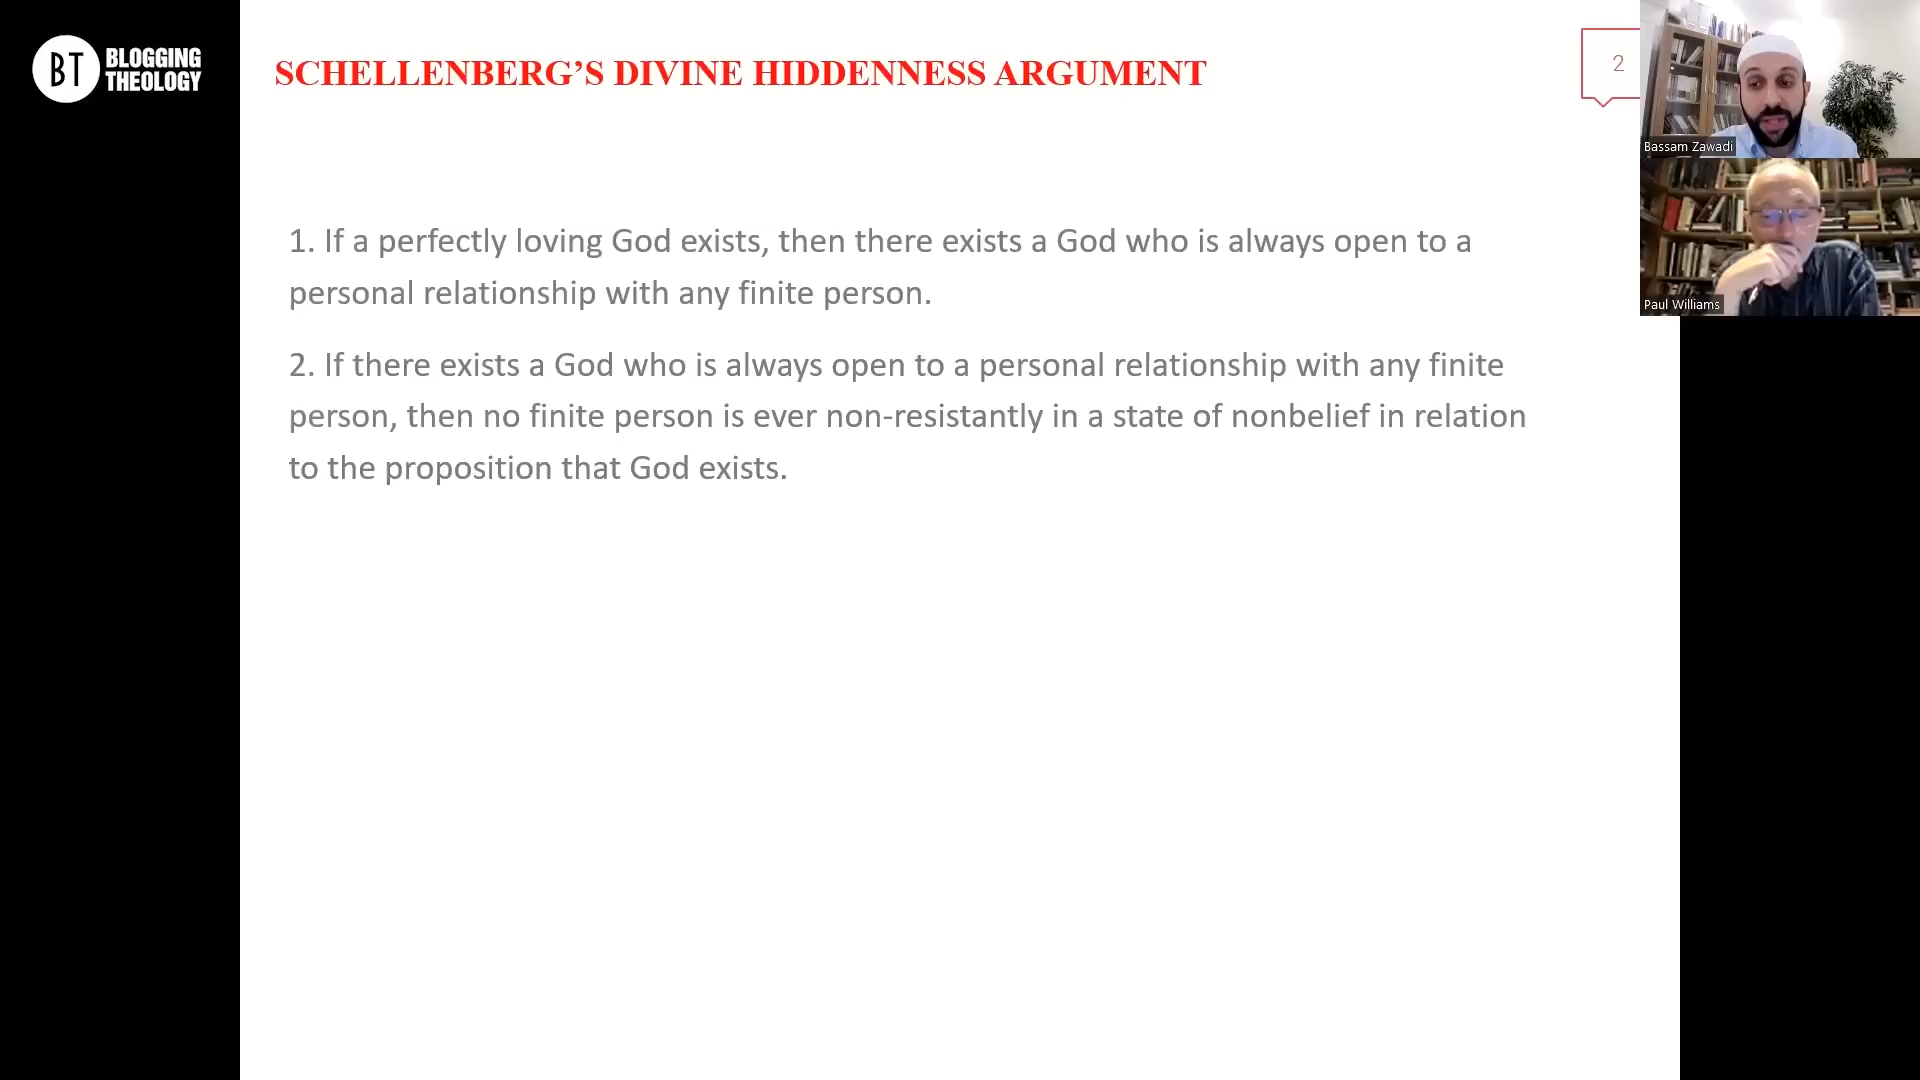 BT
BLOGGING
THEOLOGY
SCHELLENBERG’S DIVINE HIDDENNESS ARGUMENT
2
1. If a perfectly loving God exists, then there exists a God who is always open to a
personal relationship with any finite person.
2. If there exists a God who is always open to a personal relationship with any finite
person, then no finite person is ever non-resistantly in a state of nonbelief in relation
to the proposition that God exists.
Bassam Zawadi
Paul Williams